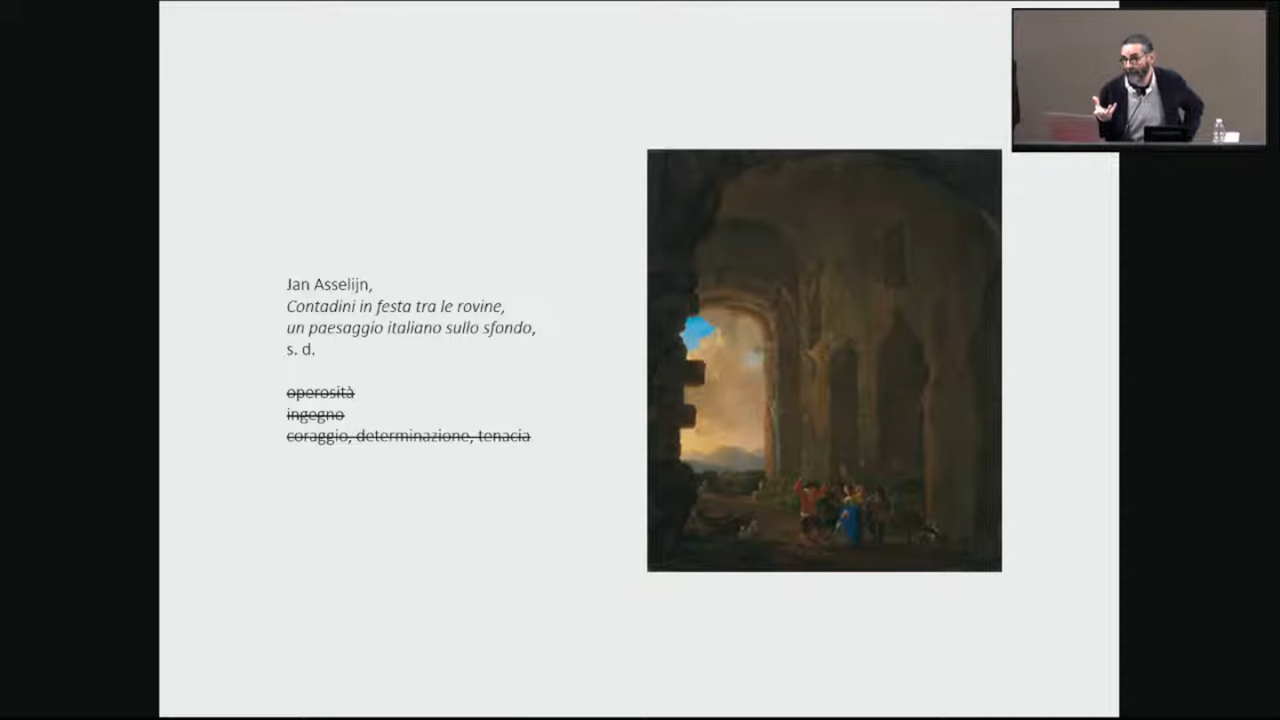 Jan Asselijn,
Contadini in festa tra le rovine,
un paesaggio italiano sullo sfondo,
s. d.
operosità
ingegno
coraggio, determinazione, tenacia